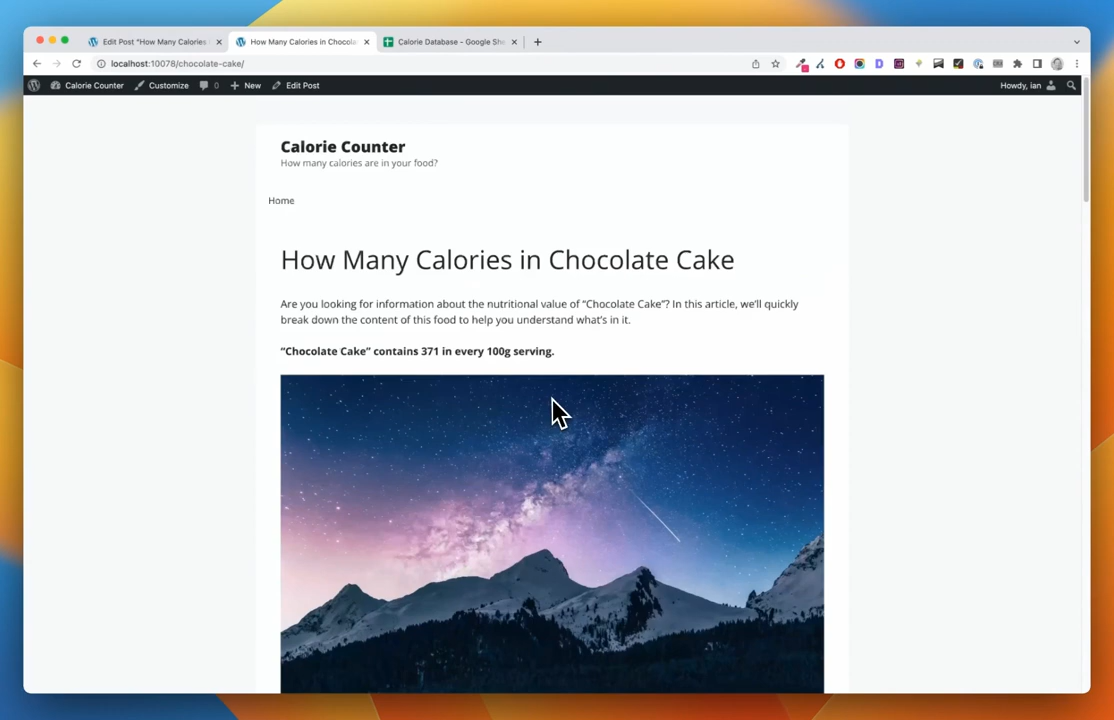 Edit Post "How Many Calories
How Many Calories in Chocola
Calorie Database - Google She
localhost:10078/chocolate-cake/
Calorie Counter
Customize
0
New
Edit Post
Howdy, ian
Calorie Counter
How many calories are in your food?
Home
How Many Calories in Chocolate Cake
Are you looking for information about the nutritional value of “Chocolate Cake”? In this article, we’ll quickly
break down the content of this food to help you understand what’s in it.
“Chocolate Cake” contains 371 in every 100g serving.